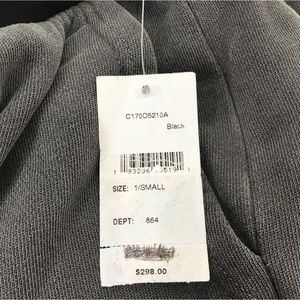 C170D5210A
Black
SIZE: 1/SMALL
DEPT: 864
$298.00